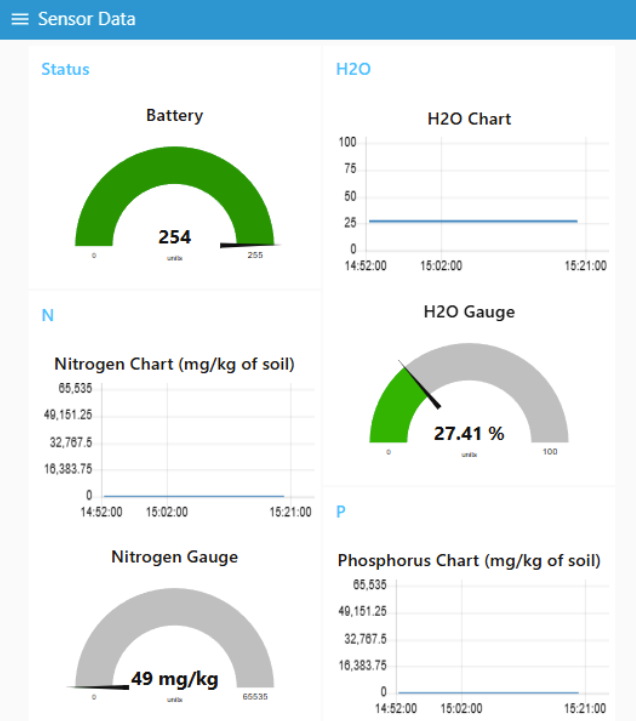 Sensor Data
Status
Battery
254
units
0
255
N
Nitrogen Chart (mg/kg of soil)
65,535
49,151.25
32,767.5
16,383.75
0
14:52:00 15:02:00 15:21:00
Nitrogen Gauge
49 mg/kg
units
0
65535
H2O
H2O Chart
100
75
50
25
0
14:52:00 15:02:00 15:21:00
H2O Gauge
27.41 %
units
0
100
P
Phosphorus Chart (mg/kg of soil)
65,535
49,151.25
32,767.5
16,383.75
0
14:52:00 15:02:00 15:21:00